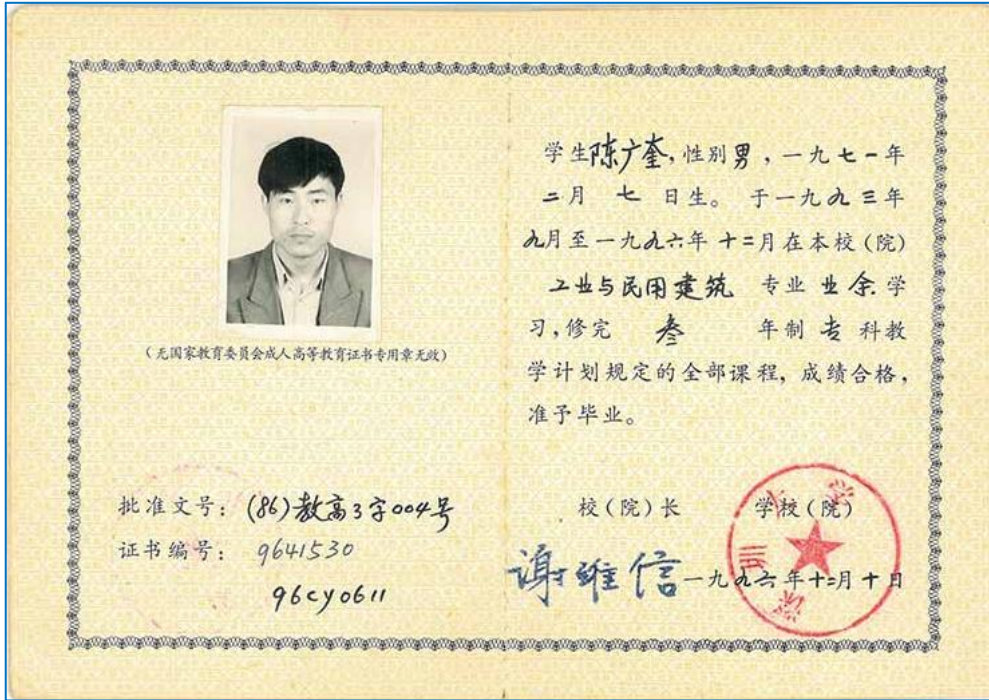 (无国家教育委员会成人高等教育证书专用章无效)
批准文号: (86)教高3字004号
证书编号: 9641530
96cy0611
学生陈广奎,性别男,一九七一年
二月 七 日生。 于一九九三年
九月至一九九六年十二月在本校(院)
工业与民用建筑 专业 业余 学
习,修完 叁 年制 专 科教
学计划规定的全部课程, 成绩合格,
准予毕业。
校(院)长 学校(院)
谢维信 一九九六年十二月十日
深圳大学